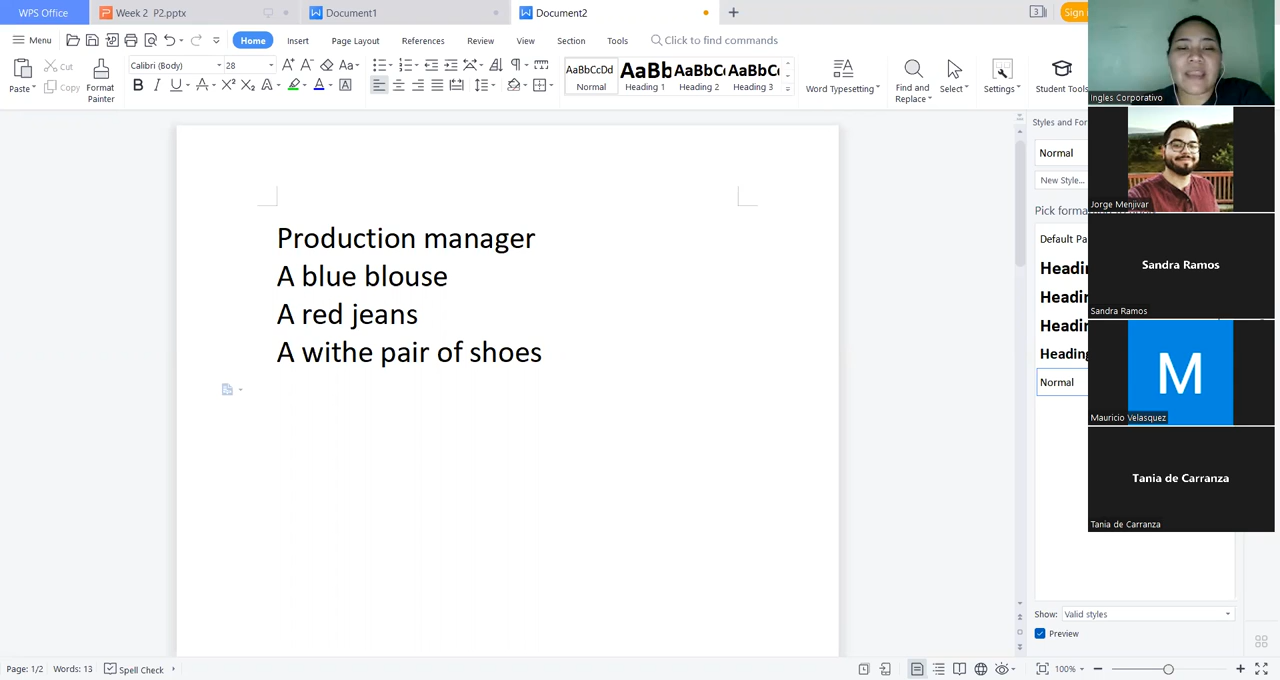 WPS Office
Week 2 P2.pptx
Document1
Document2
3
Sign i
Menu
Home
Insert
Page Layout
References
Review
View
Section
Tools
Click to find commands
Paste
Cut
Copy
Format
Painter
Calibri (Body)
28
AaBbCcDd
Normal
AaBb
Heading 1
AaBbC
Heading 2
AaBbC
Heading 3
Word Typesetting
Find and
Replace
Select
Settings
Student Tools
Styles and For
Normal
New Style...
Default Pa
Headin
Headin
Headin
Heading
Normal
Production manager
A blue blouse
A red jeans
A withe pair of shoes
Ingles Corporativo
Jorge Menjivar
Sandra Ramos
Sandra Ramos
M
Mauricio Velasquez
Tania de Carranza
Tania de Carranza
Show:
Valid styles
Preview
Page: 1/2
Words: 13
Spell Check
100%